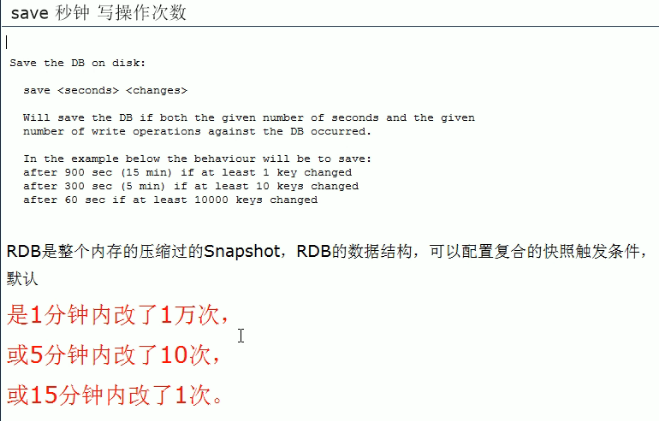 save 秒钟 写操作次数
Save the DB on disk:
save <seconds> <changes>
Will save the DB if both the given number of seconds and the given
number of write operations against the DB occurred.
In the example below the behaviour will be to save:
after 900 sec (15 min) if at least 1 key changed
after 300 sec (5 min) if at least 10 keys changed
after 60 sec if at least 10000 keys changed
RDB是整个内存的压缩过的Snapshot，RDB的数据结构，可以配置复合的快照触发条件，
默认
是1分钟内改了1万次，
或5分钟内改了10次，
或15分钟内改了1次。